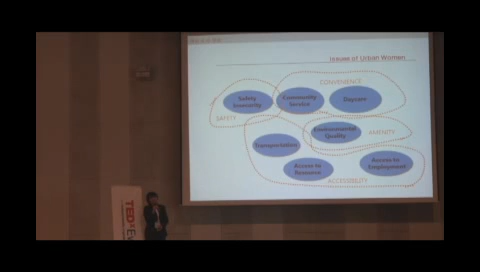 Issues of Urban Women
CONVENIENCE
Safety
Insecurity
Community
Service
Daycare
SAFETY
Environmental
Quality
AMENITY
Transportation
Access to
Resource
Access to
Employment
ACCESSIBILITY
TEDx